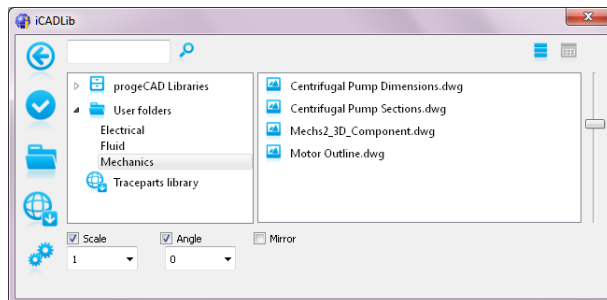 iCADLib
progeCAD Libraries
User folders
Electrical
Fluid
Mechanics
Traceparts library
Centrifugal Pump Dimensions.dwg
Centrifugal Pump Sections.dwg
Mechs2_3D_Component.dwg
Motor Outline.dwg
Scale Angle Mirror
1 0